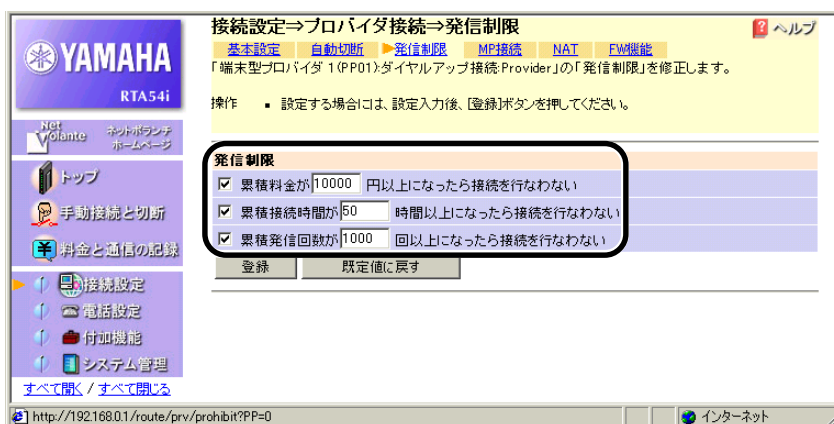 YAMAHA
RTA54i
Net Volante ネットボランチ ホームページ
トップ
手動接続と切断
料金と通信の記録
接続設定
電話設定
付加機能
システム管理
すべて開く / すべて閉じる
接続設定⇒プロバイダ接続⇒発信制限
ヘルプ
基本設定 自動切断 発信制限 MP接続 NAT FW機能
「端末型プロバイダ 1(PP01):ダイヤルアップ接続:Provider」の「発信制限」を修正します。
操作 ▪ 設定する場合には、設定入力後、[登録]ボタンを押してください。
発信制限
累積料金が 10000 円以上になったら接続を行なわない
累積接続時間が 50 時間以上になったら接続を行なわない
累積発信回数が 1000 回以上になったら接続を行なわない
登録 既定値に戻す
http://192.168.0.1/route/prv/prohibit?PP=0
インターネット